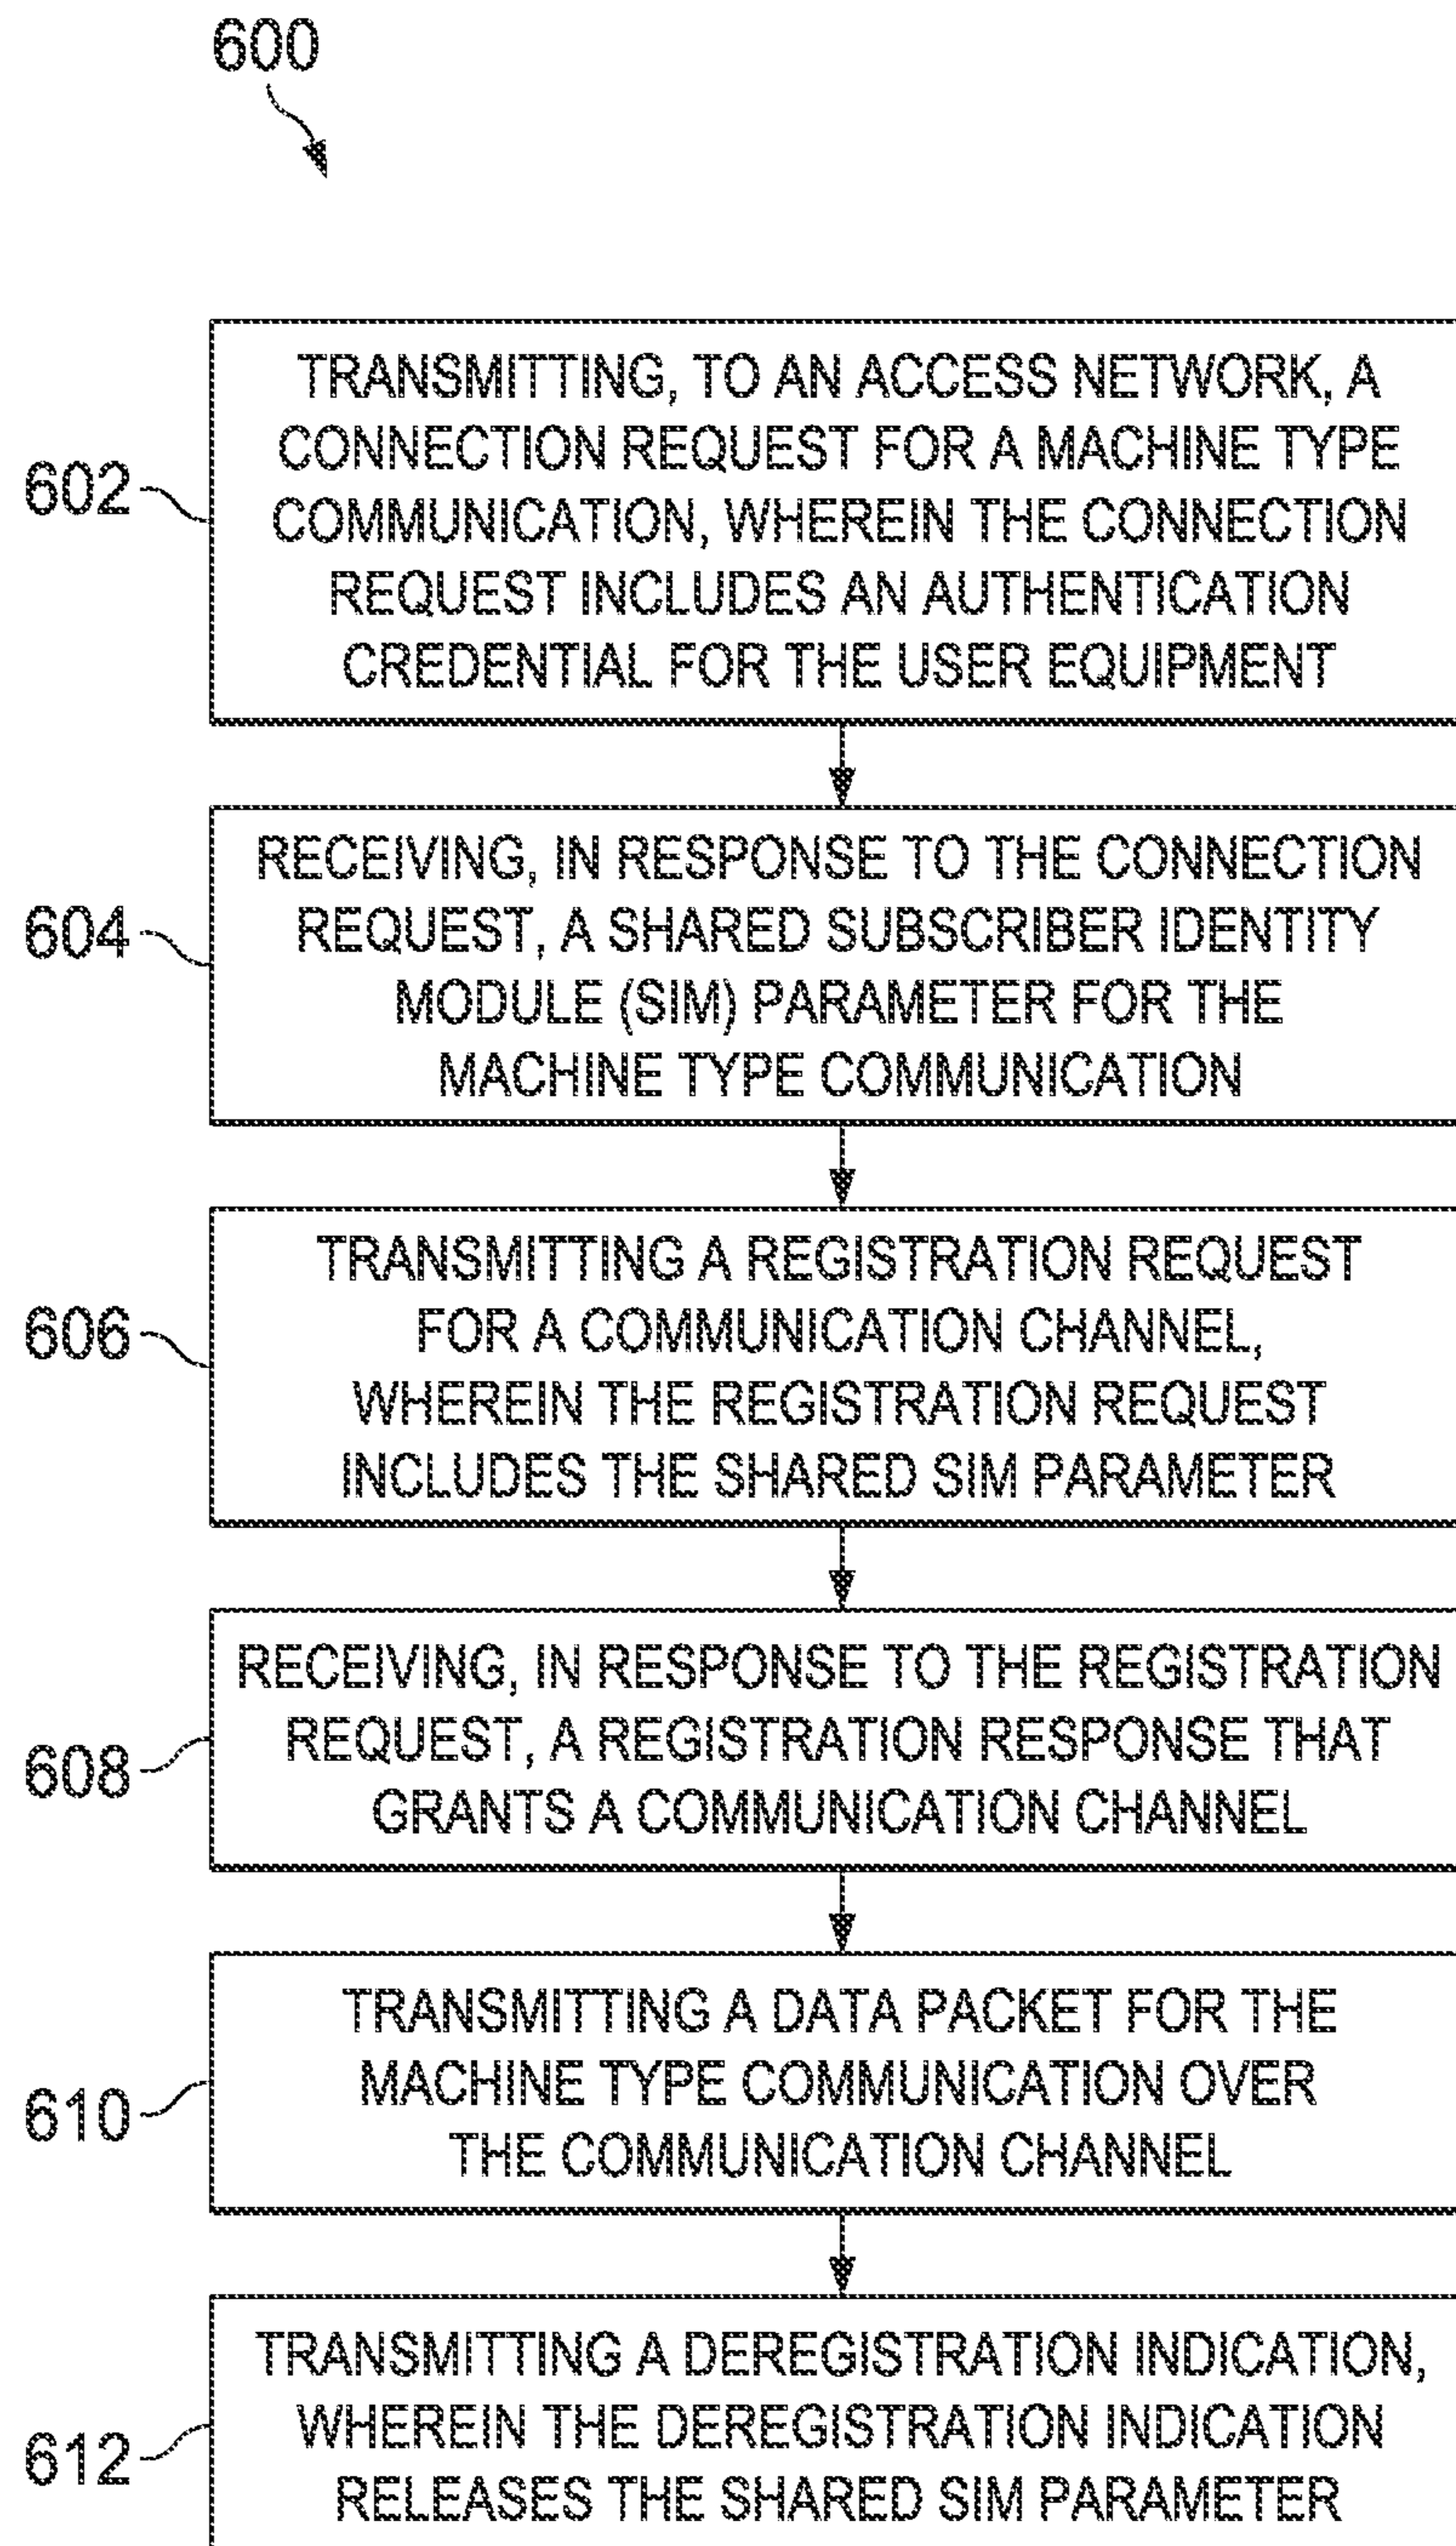 600
602
TRANSMITTING, TO AN ACCESS NETWORK, A
CONNECTION REQUEST FOR A MACHINE TYPE
COMMUNICATION, WHEREIN THE CONNECTION
REQUEST INCLUDES AN AUTHENTICATION
CREDENTIAL FOR THE USER EQUIPMENT
604
RECEIVING, IN RESPONSE TO THE CONNECTION
REQUEST, A SHARED SUBSCRIBER IDENTITY
MODULE (SIM) PARAMETER FOR THE
MACHINE TYPE COMMUNICATION
606
TRANSMITTING A REGISTRATION REQUEST
FOR A COMMUNICATION CHANNEL,
WHEREIN THE REGISTRATION REQUEST
INCLUDES THE SHARED SIM PARAMETER
608
RECEIVING, IN RESPONSE TO THE REGISTRATION
REQUEST, A REGISTRATION RESPONSE THAT
GRANTS A COMMUNICATION CHANNEL
610
TRANSMITTING A DATA PACKET FOR THE
MACHINE TYPE COMMUNICATION OVER
THE COMMUNICATION CHANNEL
612
TRANSMITTING A DEREGISTRATION INDICATION,
WHEREIN THE DEREGISTRATION INDICATION
RELEASES THE SHARED SIM PARAMETER